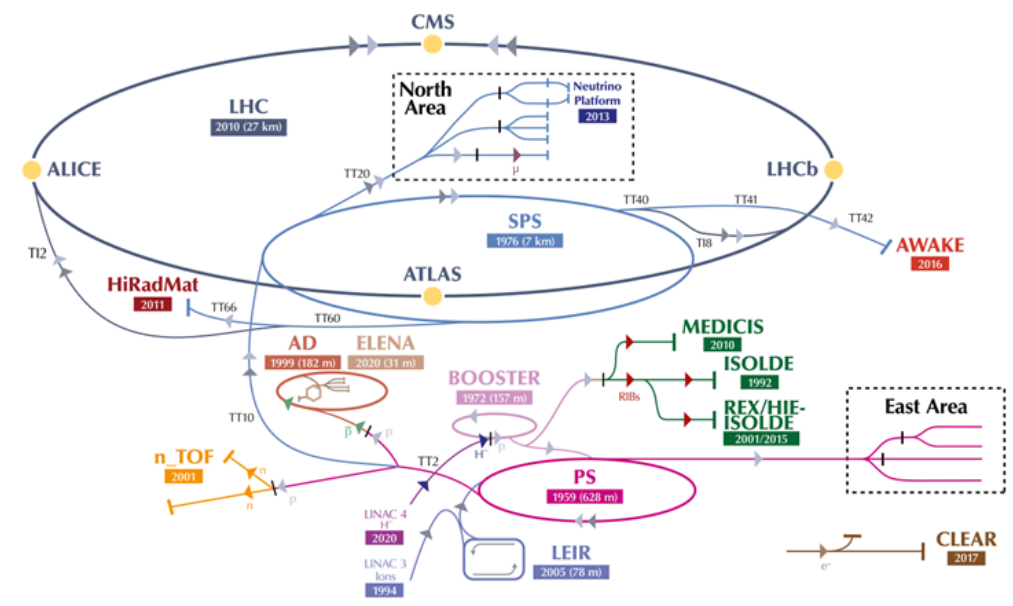 CMS
LHC
2010 (27 km)
North
Area
Neutrino
Platform
2013
μ
ALICE
LHCb
TT20
TT40
TT41
TT42
SPS
1976 (7 km)
TI8
AWAKE
2016
TI2
ATLAS
HiRadMat
2011
TT66
TT60
AD
1999 (182 m)
ELENA
2020 (31 m)
MEDICIS
2010
BOOSTER
1972 (157 m)
ISOLDE
1992
RIBs
REX/HIE-
ISOLDE
2001/2015
East Area
TT10
p̅
p
H⁻
p
TT2
n_TOF
2001
n
n
p
PS
1959 (628 m)
LINAC 4
H⁻
2020
LINAC 3
Ions
1994
LEIR
2005 (78 m)
e⁻
CLEAR
2017